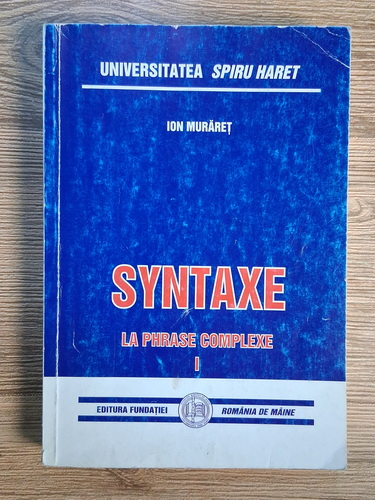 UNIVERSITATEA SPIRU HARET
ION MURĂREȚ
SYNTAXE
LA PHRASE COMPLEXE
I
EDITURA FUNDAȚIEI ROMÂNIA DE MÂINE